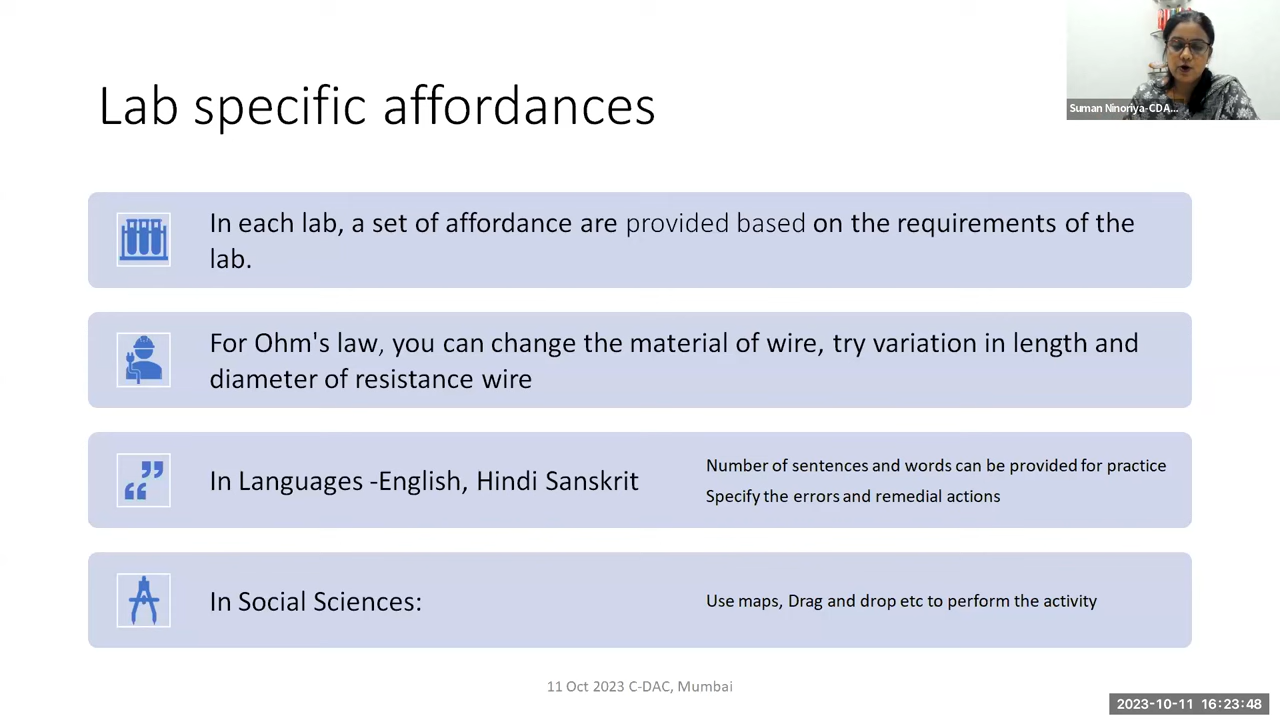 Lab specific affordances
Suman Ninoriya-CDA...
In each lab, a set of affordance are provided based on the requirements of the
lab.
For Ohm's law, you can change the material of wire, try variation in length and
diameter of resistance wire
In Languages -English, Hindi Sanskrit
Number of sentences and words can be provided for practice
Specify the errors and remedial actions
In Social Sciences:
Use maps, Drag and drop etc to perform the activity
11 Oct 2023 C-DAC, Mumbai
2023-10-11 16:23:48